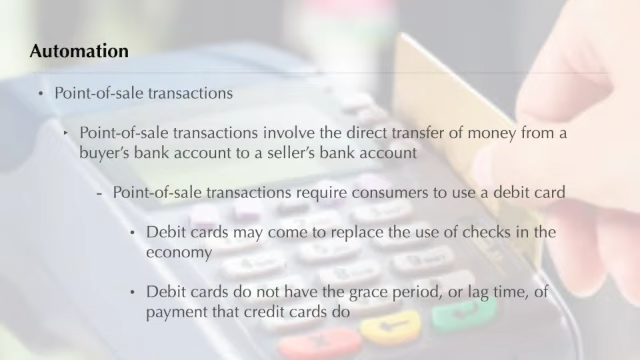 Automation
• Point-of-sale transactions
‣ Point-of-sale transactions involve the direct transfer of money from a
buyer's bank account to a seller's bank account
- Point-of-sale transactions require consumers to use a debit card
• Debit cards may come to replace the use of checks in the
economy
• Debit cards do not have the grace period, or lag time, of
payment that credit cards do